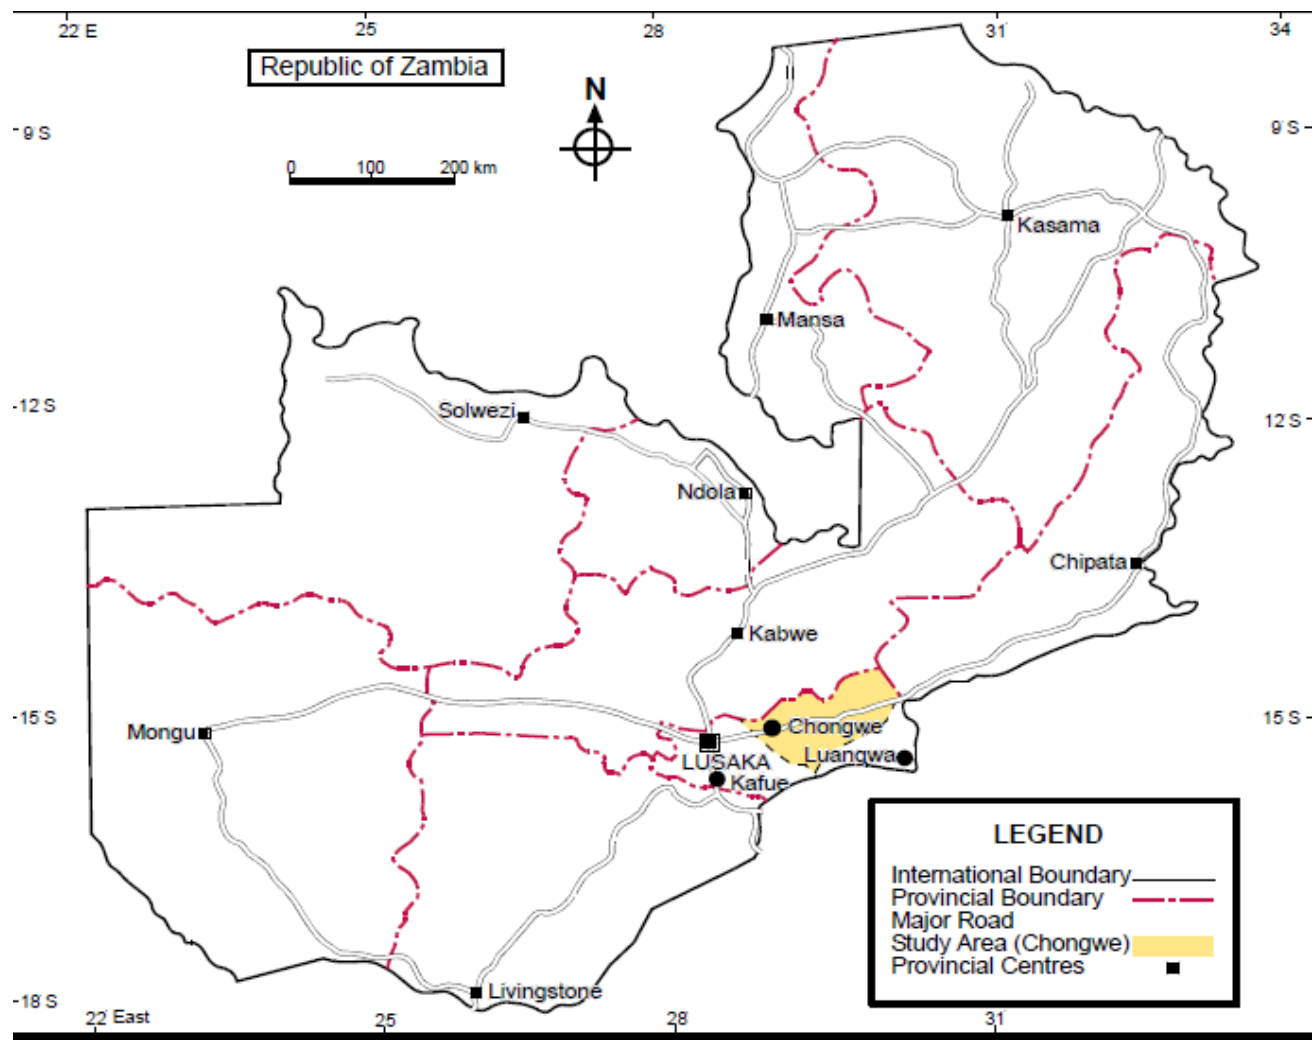 22 E
25
28
31
34
Republic of Zambia
N
9 S
9 S
0
100
200 km
Kasama
Mansa
12 S
Solwezi
12 S
Ndola
Chipata
Kabwe
15 S
Mongu
Chongwe
15 S
LUSAKA
Luangwa
Kafue
LEGEND
International Boundary
Provincial Boundary
Major Road
Study Area (Chongwe)
Provincial Centres
18 S
Livingstone
22 East
25
28
31